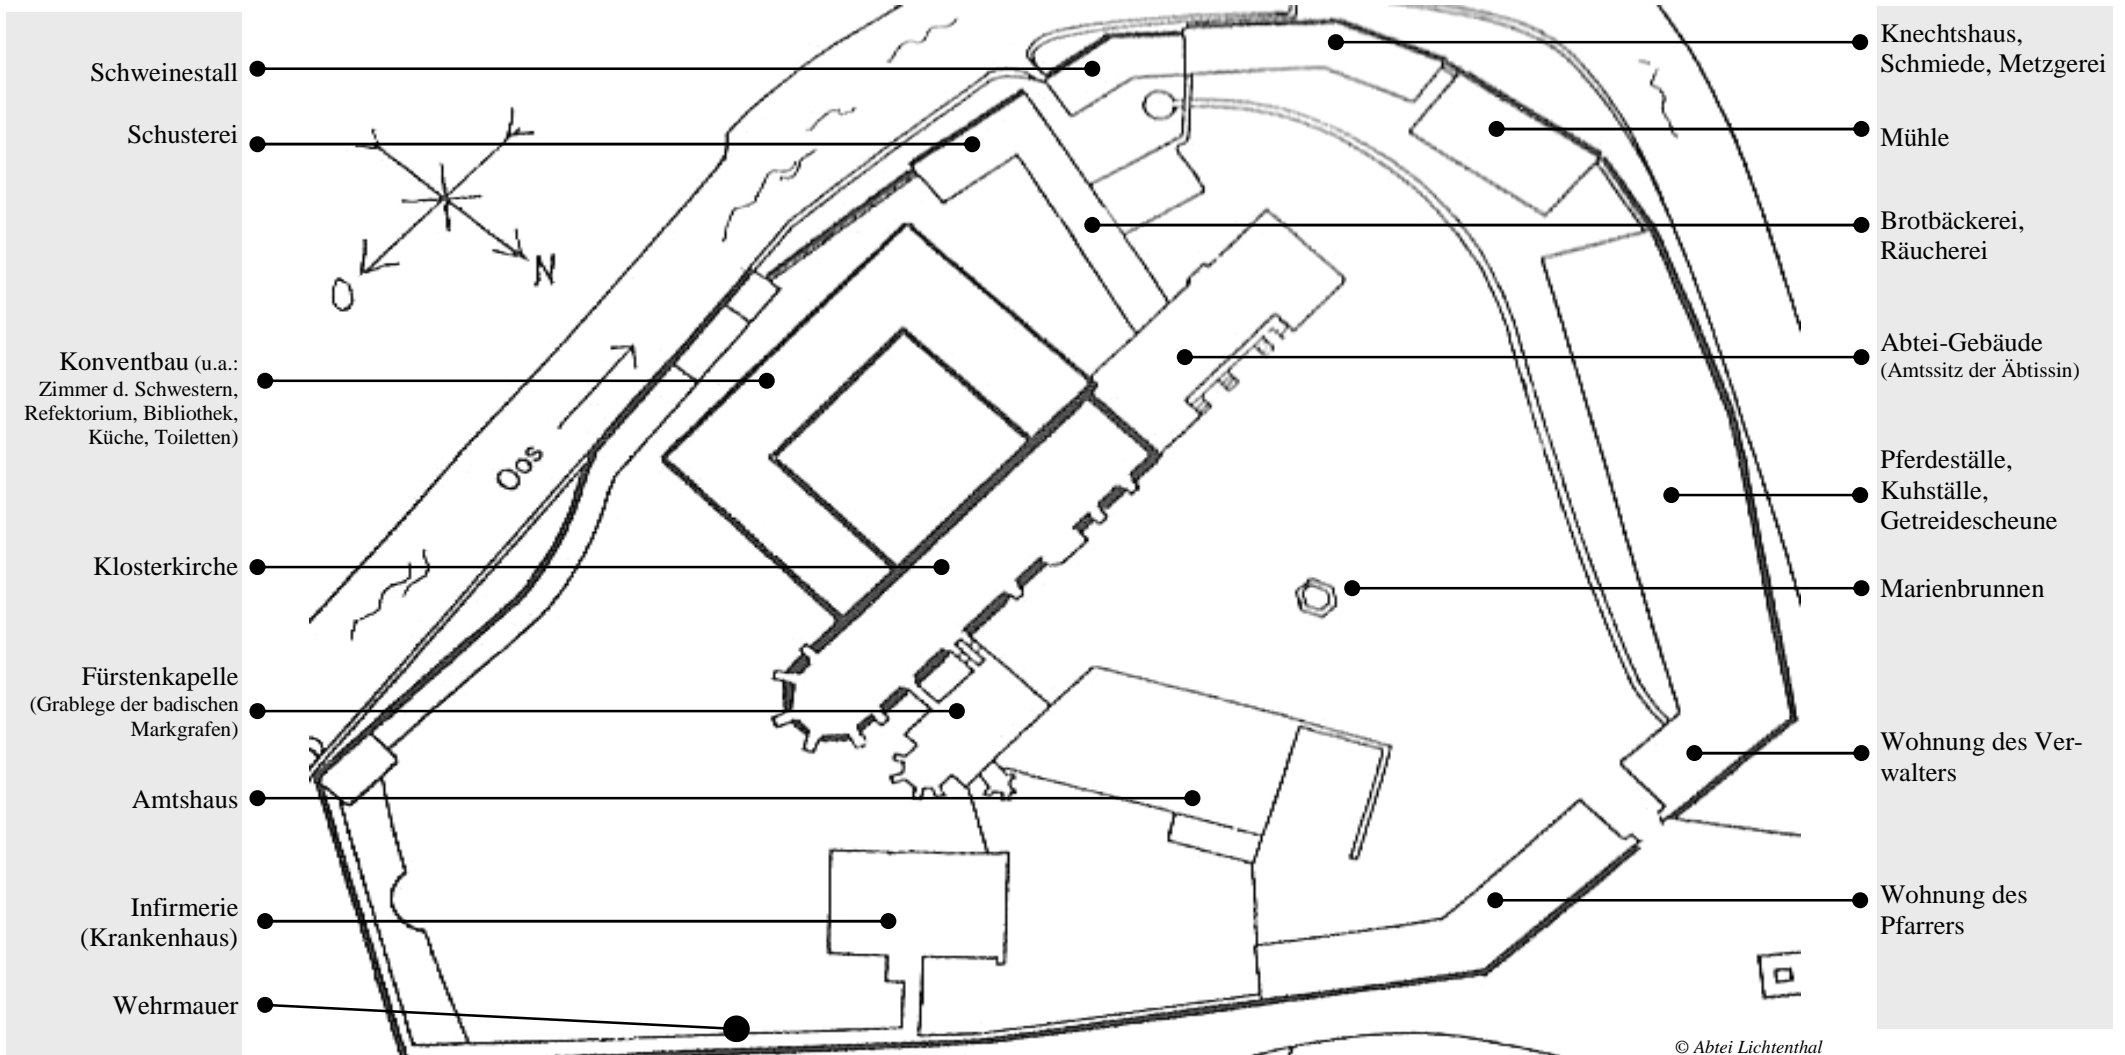 Schweinestall
Schusterei
Konventbau (u.a.:
Zimmer d. Schwestern,
Refektorium, Bibliothek,
Küche, Toiletten)
Klosterkirche
Fürstenkapelle
(Grablege der badischen
Markgrafen)
Amtshaus
Infirmerie
(Krankenhaus)
Wehrmauer
O
N
Oos
Knechtshaus,
Schmiede, Metzgerei
Mühle
Brotbäckerei,
Räucherei
Abtei-Gebäude
(Amtssitz der Äbtissin)
Pferdeställe,
Kuhställe,
Getreidescheune
Marienbrunnen
Wohnung des Ver-
walters
Wohnung des
Pfarrers
© Abtei Lichtenthal